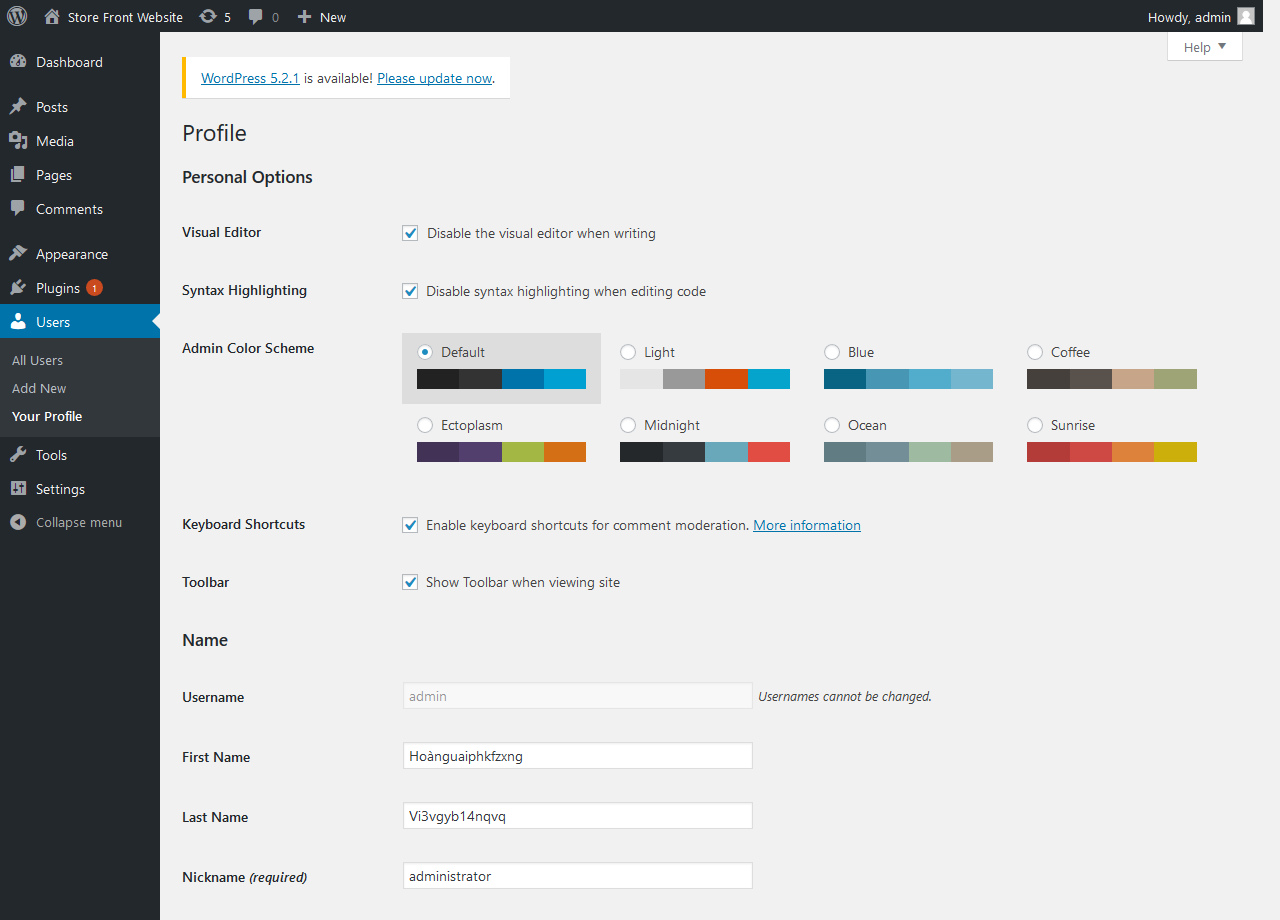 Store Front Website 5 0 New Howdy, admin
Help
Dashboard
Posts
Media
Pages
Comments
Appearance
Plugins 1
Users
All Users
Add New
Your Profile
Tools
Settings
Collapse menu
WordPress 5.2.1 is available! Please update now.
Profile
Personal Options
Visual Editor Disable the visual editor when writing
Syntax Highlighting Disable syntax highlighting when editing code
Admin Color Scheme Default Light Blue Coffee
Ectoplasm Midnight Ocean Sunrise
Keyboard Shortcuts Enable keyboard shortcuts for comment moderation. More information
Toolbar Show Toolbar when viewing site
Name
Username admin Usernames cannot be changed.
First Name Hoànguaiphkfzxng
Last Name Vi3vgyb14nqvq
Nickname (required) administrator